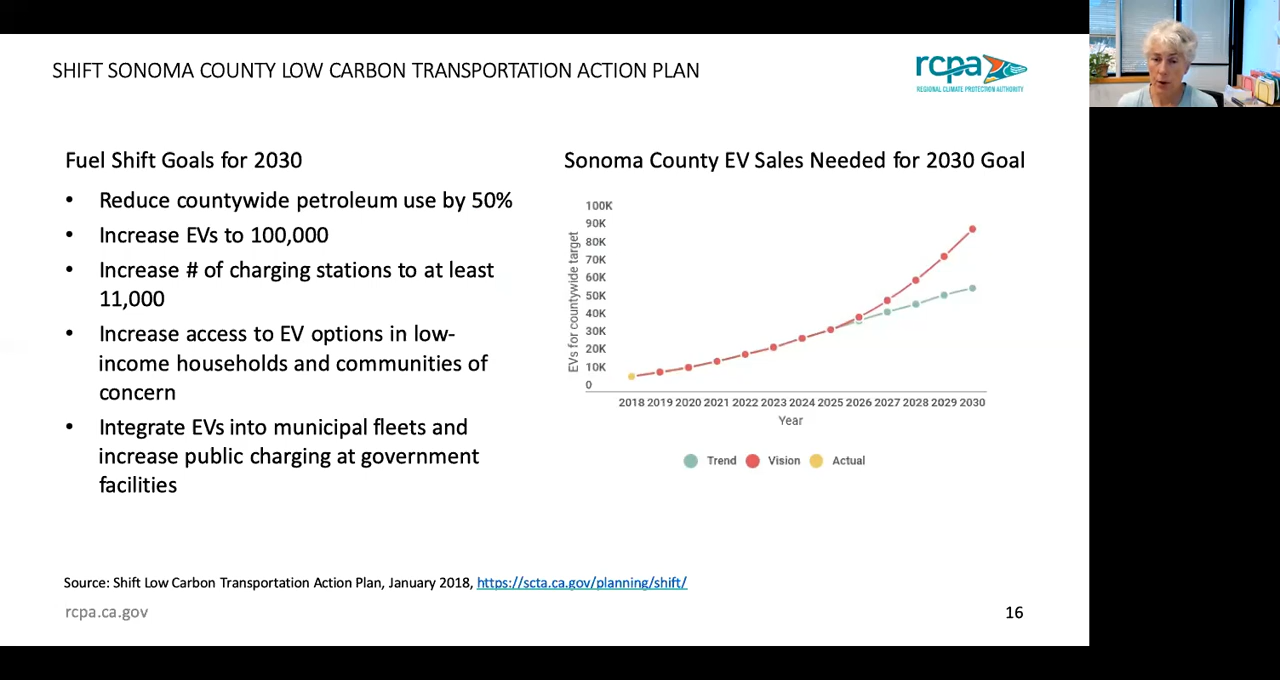 SHIFT SONOMA COUNTY LOW CARBON TRANSPORTATION ACTION PLAN
rcpa
REGIONAL CLIMATE PROTECTION AUTHORITY
Fuel Shift Goals for 2030
• Reduce countywide petroleum use by 50%
• Increase EVs to 100,000
• Increase # of charging stations to at least
11,000
• Increase access to EV options in low-
income households and communities of
concern
• Integrate EVs into municipal fleets and
increase public charging at government
facilities
Sonoma County EV Sales Needed for 2030 Goal
EVs for countywide target
100K
90K
80K
70K
60K
50K
40K
30K
20K
10K
0
2018 2019 2020 2021 2022 2023 2024 2025 2026 2027 2028 2029 2030
Year
Trend Vision Actual
Source: Shift Low Carbon Transportation Action Plan, January 2018, https://scta.ca.gov/planning/shift/
rcpa.ca.gov
16